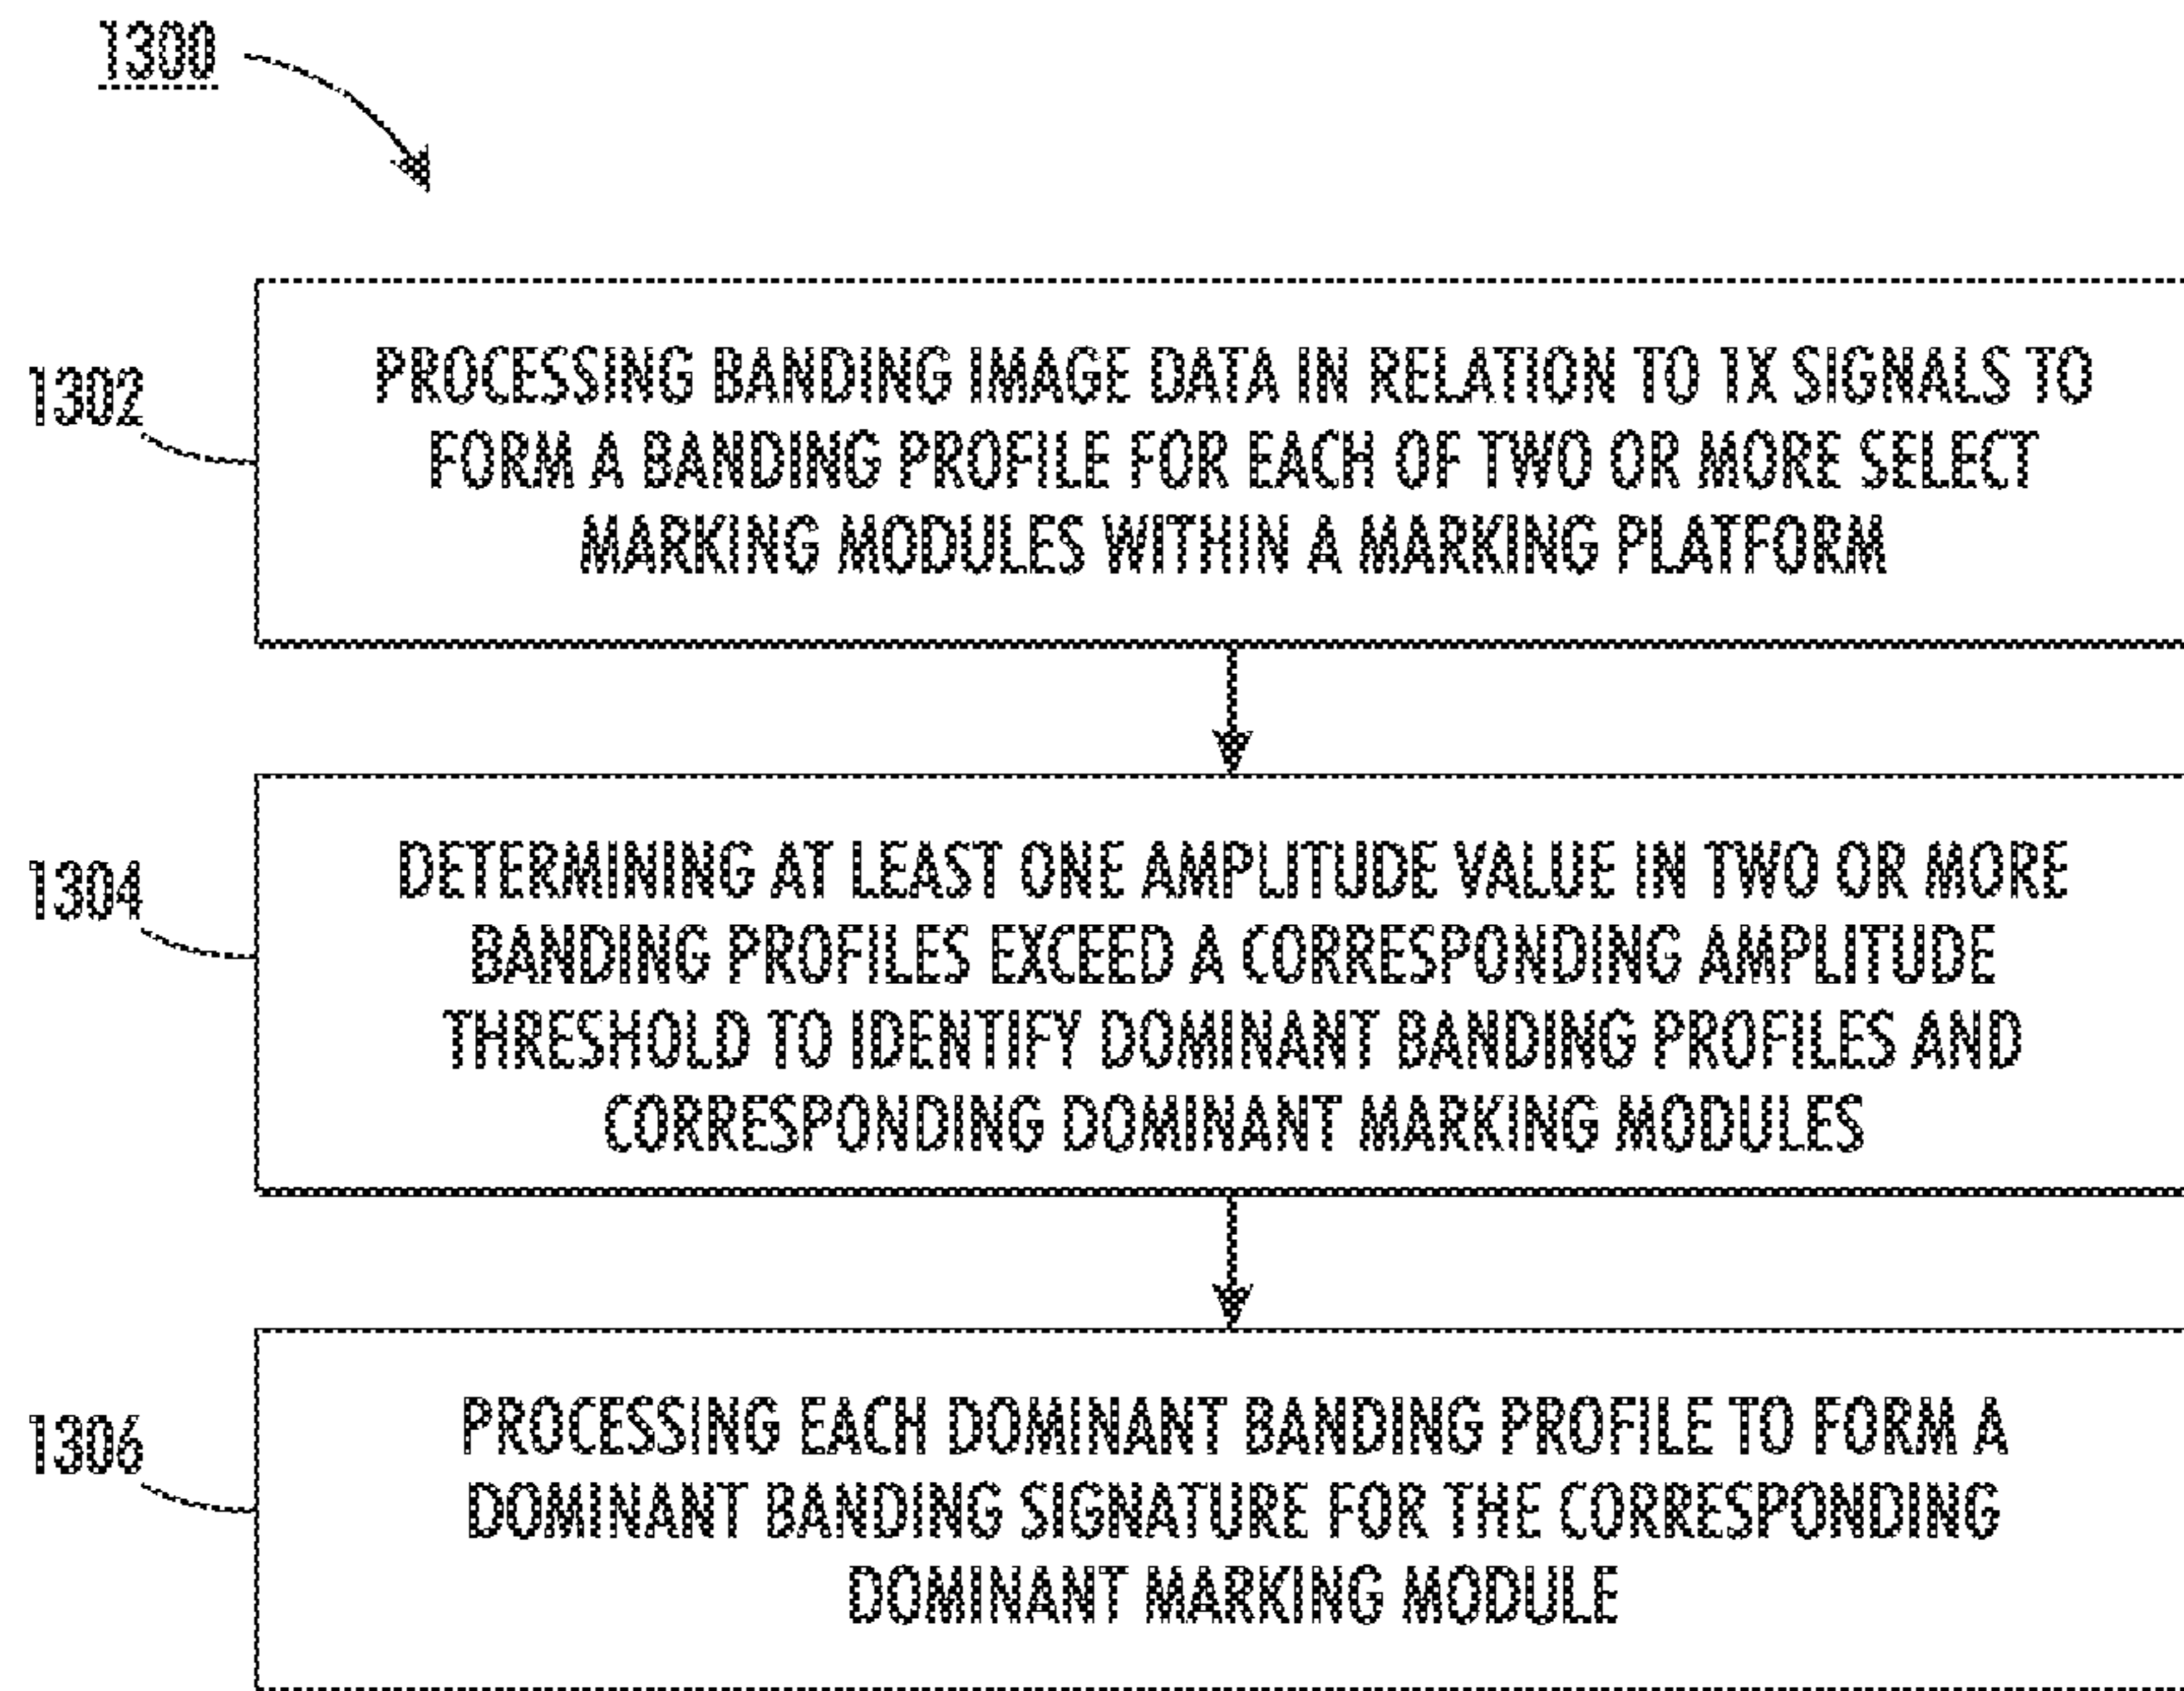 1300
1302
PROCESSING BANDING IMAGE DATA IN RELATION TO 1X SIGNALS TO
FORM A BANDING PROFILE FOR EACH OF TWO OR MORE SELECT
MARKING MODULES WITHIN A MARKING PLATFORM
1304
DETERMINING AT LEAST ONE AMPLITUDE VALUE IN TWO OR MORE
BANDING PROFILES EXCEED A CORRESPONDING AMPLITUDE
THRESHOLD TO IDENTIFY DOMINANT BANDING PROFILES AND
CORRESPONDING DOMINANT MARKING MODULES
1306
PROCESSING EACH DOMINANT BANDING PROFILE TO FORM A
DOMINANT BANDING SIGNATURE FOR THE CORRESPONDING
DOMINANT MARKING MODULE